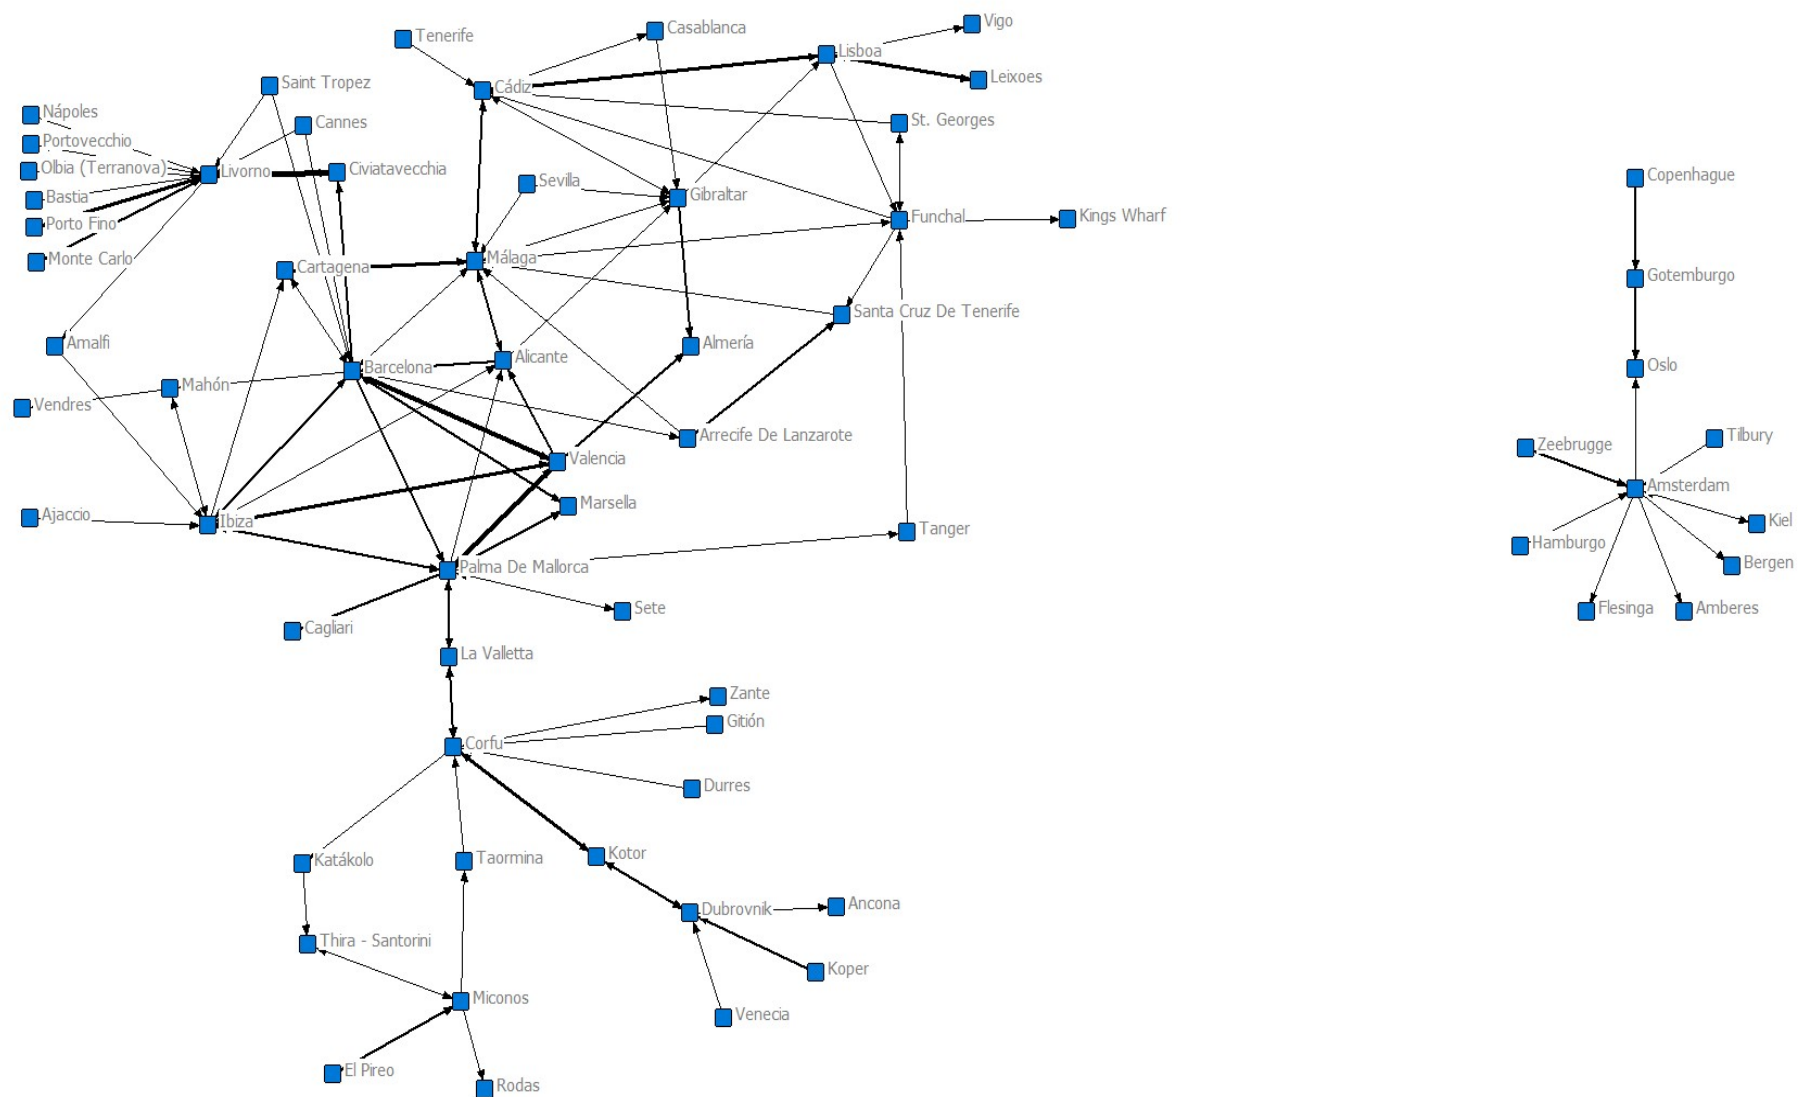 Vigo
Casablanca
Tenerife
Lisboa
Leixoes
Saint Tropez
Cádiz
Nápoles
St. Georges
Cannes
Portovecchio
Olbia (Terranova)
Livorno
Civiatavecchia
Copenhague
Sevilla
Bastia
Gibraltar
Funchal
Kings Wharf
Porto Fino
Monte Carlo
Málaga
Cartagena
Gotemburgo
Santa Cruz De Tenerife
Amalfi
Almería
Alicante
Barcelona
Oslo
Mahón
Vendres
Arrecife De Lanzarote
Tilbury
Zeebrugge
Valencia
Amsterdam
Marsella
Ajaccio
Ibiza
Kiel
Tanger
Hamburgo
Bergen
Palma De Mallorca
Sete
Flesinga
Amberes
Cagliari
La Valletta
Zante
Gitión
Corfu
Durres
Kotor
Katákolo
Taormina
Ancona
Dubrovnik
Thira - Santorini
Koper
Miconos
Venecia
El Pireo
Rodas